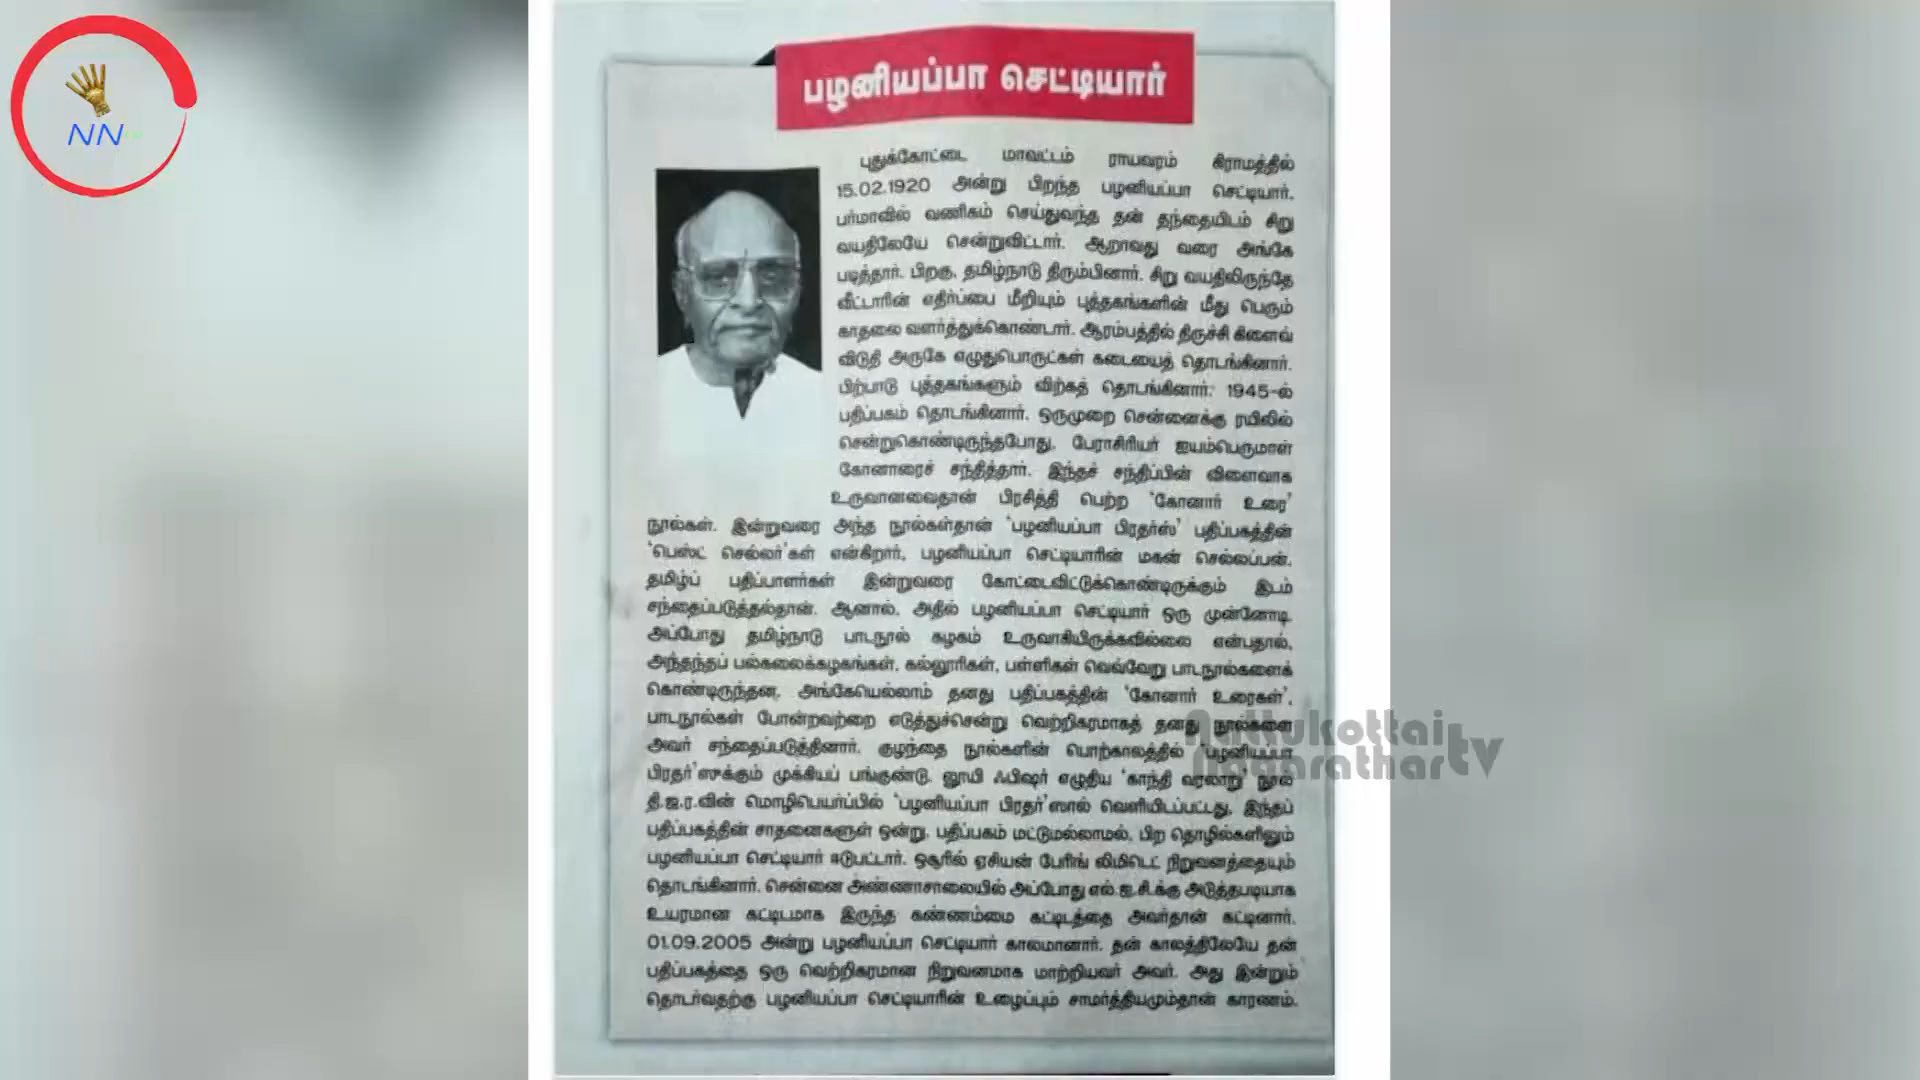 NN
பழனியப்பா செட்டியார்
புதுக்கோட்டை மாவட்டம் ராயவரம் கிராமத்தில்
15.02.1920 அன்று பிறந்த பழனியப்பா செட்டியார்,
பர்மாவில் வணிகம் செய்துவந்த தன் தந்தையிடம் சிறு
வயதிலேயே சென்றுவிட்டார். ஆறாவது வரை அங்கே
படித்தார். பிறகு, தமிழ்நாடு திரும்பினார். சிறு வயதிலிருந்தே
வீட்டாரின் எதிர்ப்பை மீறியும் புத்தகங்களின் மீது பெரும்
காதலை வளர்த்துக்கொண்டார். ஆரம்பத்தில் திருச்சி கிளைவ்
விடுதி அருகே எழுதுபொருட்கள் கடையைத் தொடங்கினார்.
பிற்பாடு புத்தகங்களும் விற்கத் தொடங்கினார். 1945-ல்
பதிப்பகம் தொடங்கினார். ஒருமுறை சென்னைக்கு ரயிலில்
சென்றுகொண்டிருந்தபோது, பேராசிரியர் ஐயம்பெருமாள்
கோனாரைச் சந்தித்தார். இந்தச் சந்திப்பின் விளைவாக
உருவானவைதான் பிரசித்தி பெற்ற 'கோனார் உரை'
நூல்கள். இன்றுவரை அந்த நூல்கள்தான் 'பழனியப்பா பிரதர்ஸ்' பதிப்பகத்தின்
'பெஸ்ட் செல்லர்'கள் என்கிறார், பழனியப்பா செட்டியாரின் மகன் செல்லப்பன்.
தமிழ்ப் பதிப்பாளர்கள் இன்றுவரை கோட்டைவிட்டுக்கொண்டிருக்கும் இடம்
சந்தைப்படுத்தல்தான். ஆனால், அதில் பழனியப்பா செட்டியார் ஒரு முன்னோடி.
அப்போது தமிழ்நாடு பாடநூல் கழகம் உருவாகியிருக்கவில்லை என்பதால்,
அந்தந்தப் பல்கலைக்கழகங்கள், கல்லூரிகள், பள்ளிகள் வெவ்வேறு பாடநூல்களைக்
கொண்டிருந்தன. அங்கேயெல்லாம் தனது பதிப்பகத்தின் 'கோனார் உரைகள்',
பாடநூல்கள் போன்றவற்றை எடுத்துச்சென்று வெற்றிகரமாகத் தனது நூல்களை
அவர் சந்தைப்படுத்தினார். குழந்தை நூல்களின் பொற்காலத்தில் 'பழனியப்பா
பிரதர்'ஸுக்கும் முக்கியப் பங்குண்டு. லூயி ஃபிஷர் எழுதிய 'காந்தி வரலாறு' நூல்
தி.ஜ.ர.வின் மொழிபெயர்ப்பில் 'பழனியப்பா பிரதர்'ஸால் வெளியிடப்பட்டது, இந்தப்
பதிப்பகத்தின் சாதனைகளுள் ஒன்று. பதிப்பகம் மட்டுமல்லாமல், பிற தொழில்களிலும்
பழனியப்பா செட்டியார் ஈடுபட்டார். ஒசூரில் ஏசியன் பேரிங் லிமிடெட் நிறுவனத்தையும்
தொடங்கினார். சென்னை அண்ணாசாலையில் அப்போது எல்.ஐ.சி.க்கு அடுத்தபடியாக
உயரமான கட்டிடமாக இருந்த கண்ணம்மை கட்டிடத்தை அவர்தான் கட்டினார்.
01.09.2005 அன்று பழனியப்பா செட்டியார் காலமானார். தன் காலத்திலேயே தன்
பதிப்பகத்தை ஒரு வெற்றிகரமான நிறுவனமாக மாற்றியவர் அவர். அது இன்றும்
தொடர்வதற்கு பழனியப்பா செட்டியாரின் உழைப்பும் சாமர்த்தியமும்தான் காரணம்.
Nattukottai
Nagarathar tv